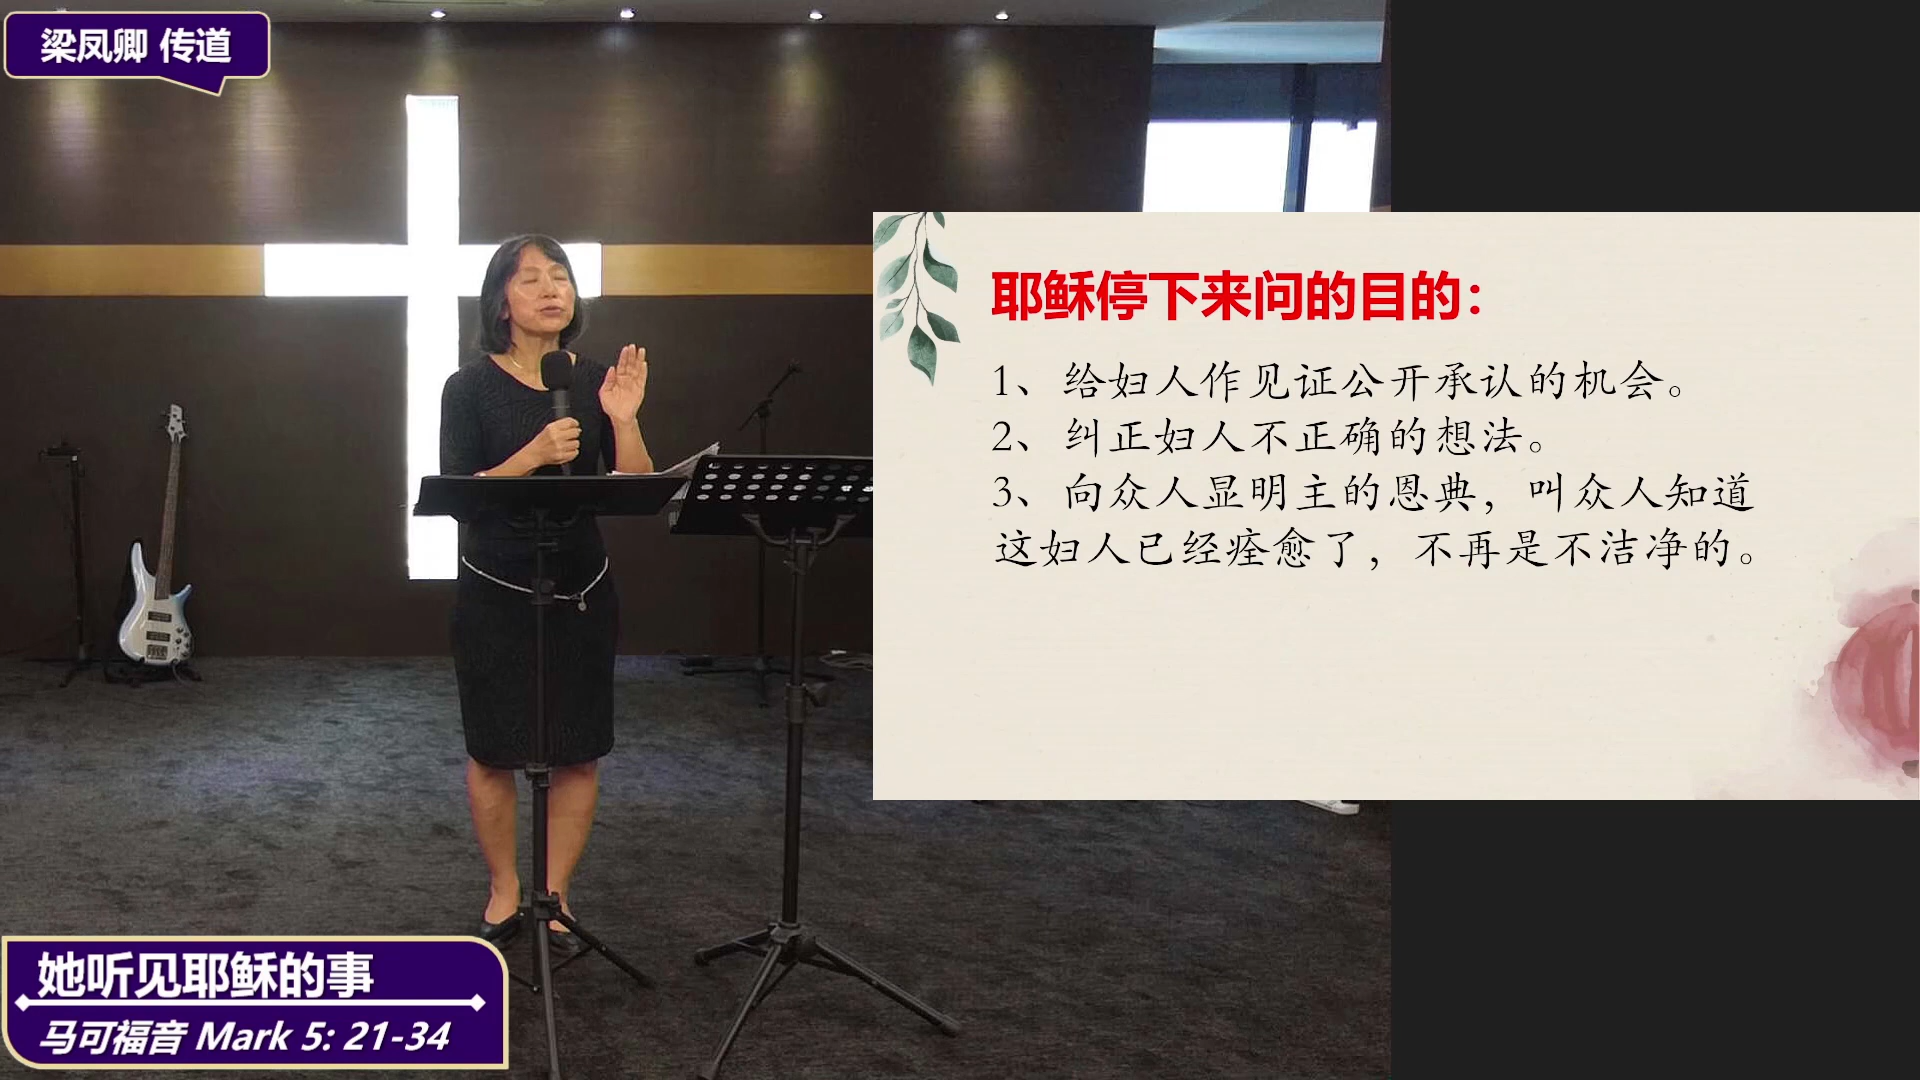 梁凤卿 传道
耶稣停下来问的目的：
1、给妇人作见证公开承认的机会。
2、纠正妇人不正确的想法。
3、向众人显明主的恩典，叫众人知道
这妇人已经痊愈了，不再是不洁净的。
她听见耶稣的事
马可福音 Mark 5: 21-34